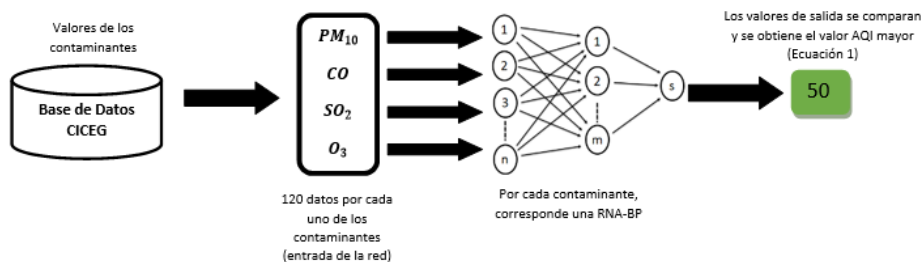 Valores de los
contaminantes
Base de Datos
CICEG
PM10
CO
SO2
O3
120 datos por cada
uno de los
contaminantes
(entrada de la red)
1
2
3
n
1
2
m
s
Por cada contaminante,
corresponde una RNA-BP
Los valores de salida se comparan
y se obtiene el valor AQI mayor
(Ecuación 1)
50